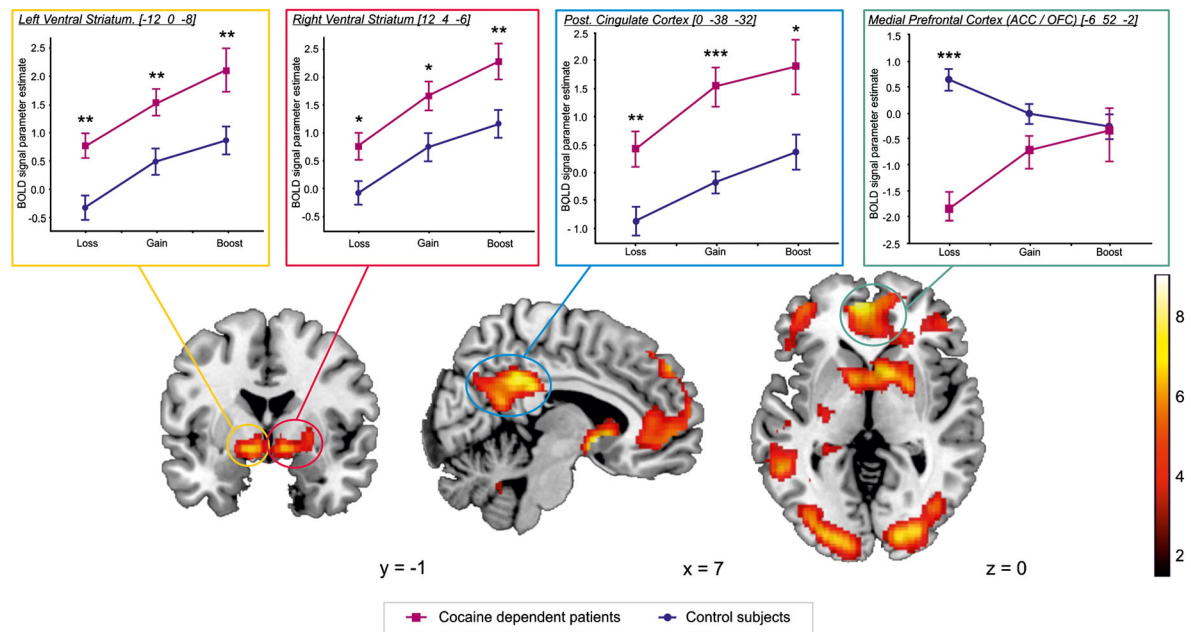 Left Ventral Striatum. [-12 0 -8]
BOLD signal parameter estimate
2.5
2.0
1.5
1.0
0.5
0.0
-0.5
**
**
**
Loss
Gain
Boost
Right Ventral Striatum [12 4 -6]
BOLD signal parameter estimate
2.5
2.0
1.5
1.0
0.5
0.0
-0.5
*
*
**
Loss
Gain
Boost
Post. Cingulate Cortex [0 -38 -32]
BOLD signal parameter estimate
2.5
2.0
1.5
1.0
0.5
0.0
-0.5
- 1.0
**
***
*
Loss
Gain
Boost
Medial Prefrontal Cortex (ACC / OFC) [-6 52 -2]
BOLD signal parameter estimate
1.5
1.0
0.5
0.0
-0.5
-1.0
-1.5
-2.0
-2.5
***
Loss
Gain
Boost
8
6
4
2
y = -1
x = 7
z = 0
Cocaine dependent patients
Control subjects